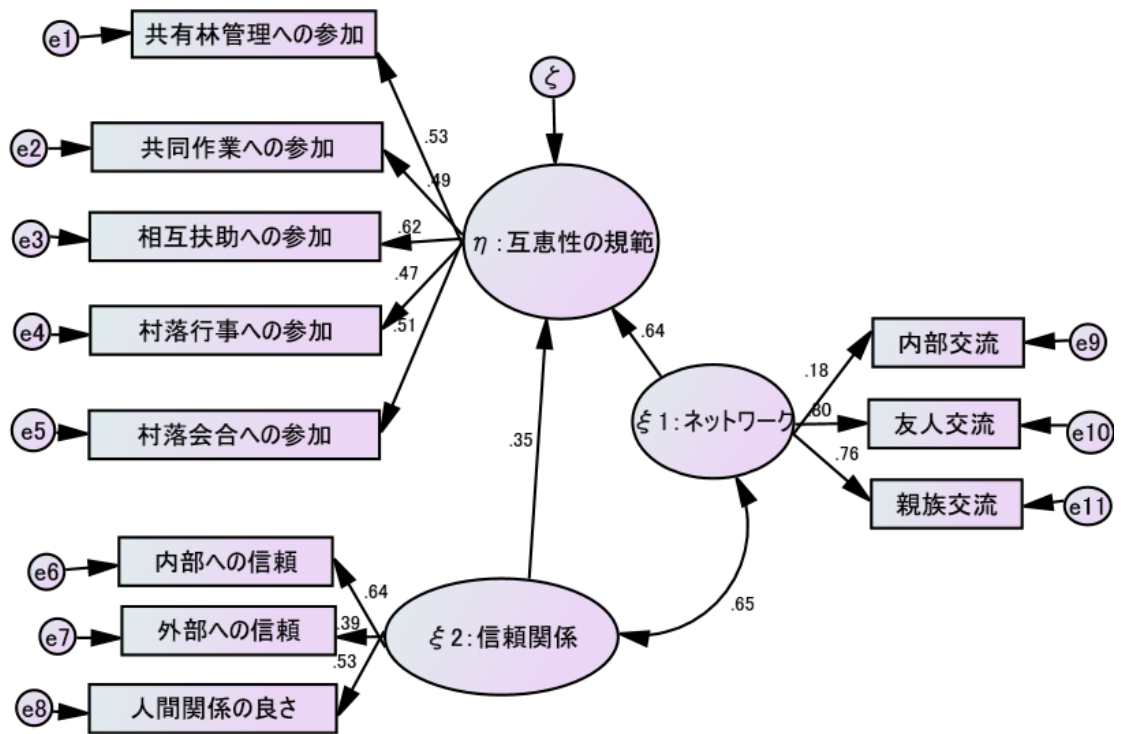 e1
共有林管理への参加
ζ
.53
e2
共同作業への参加
.49
e3
相互扶助への参加
.62
η:互恵性の規範
.47
e4
村落行事への参加
.51
.64
内部交流
e9
.18
e5
村落会合への参加
.35
ξ1:ネットワーク
.80
友人交流
e10
.76
親族交流
e11
e6
内部への信頼
.64
.65
e7
外部への信頼
.39
ξ2:信頼関係
.53
e8
人間関係の良さ